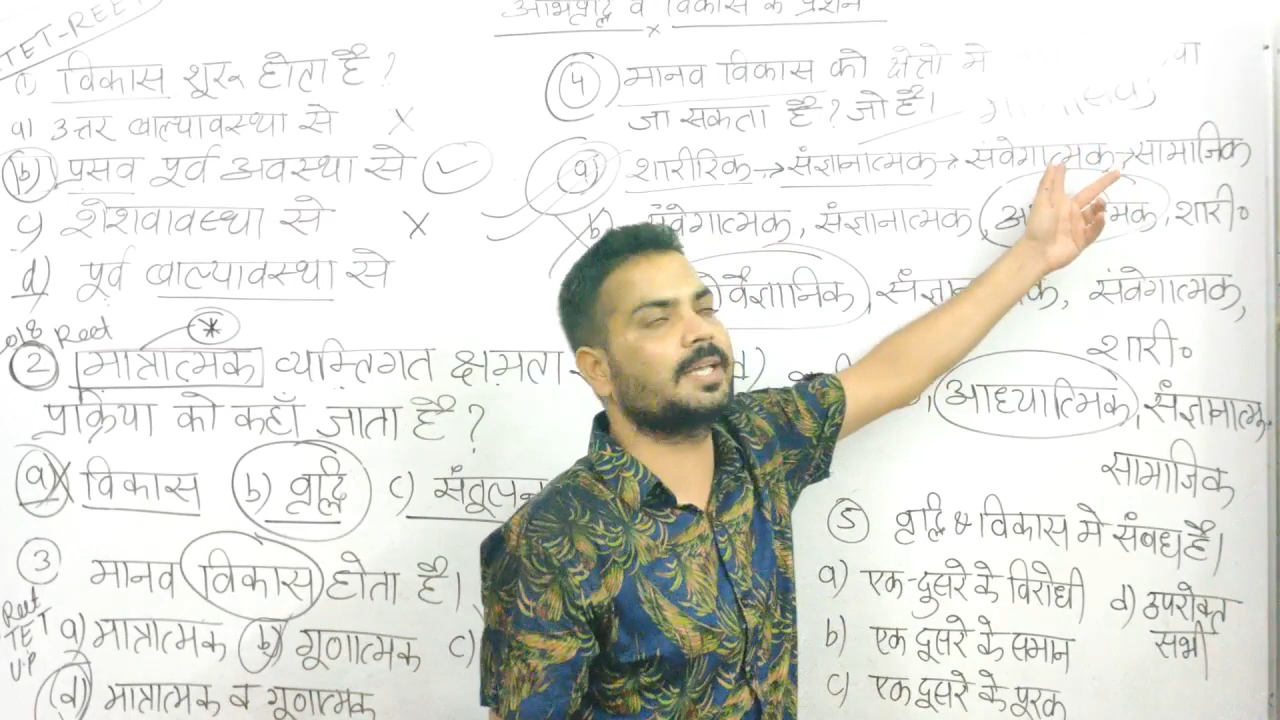 TET-REET
अभिवृद्धि व विकास के प्रश्न
① विकास शुरू होता है ?
a) उत्तर बाल्यावस्था से ×
b) प्रसव पूर्व अवस्था से ✓
c) शैशवावस्था से ×
d) पूर्व बाल्यावस्था से
Reet
② मात्रात्मक व्यक्तिगत क्षमता
प्रक्रिया को कहाँ जाता है ?
a) विकास b) वृद्धि c) संतूलन
③ मानव विकास होता है।
Reet
TET
U.P
a) मात्रात्मक b) गूणात्मक c)
d) मात्रात्मक व गूणात्मक
④ मानव विकास को क्षेत्रो मे
जा सकता है ? जो है।
a) शारीरिक → संज्ञानात्मक → संवेगात्मक → सामाजिक
b) संवेगात्मक, संज्ञानात्मक, शारी०
संवेगात्मक,
शारी०
आध्यात्मिक, संज्ञानात्मक,
सामाजिक
⑤ वृद्धि & विकास मे संबध है।
a) एक-दुसरे के विरोधी
b) एक दूसरे के समान
c) एक दूसरे के पूरक
d) उपरोक्त
सभी